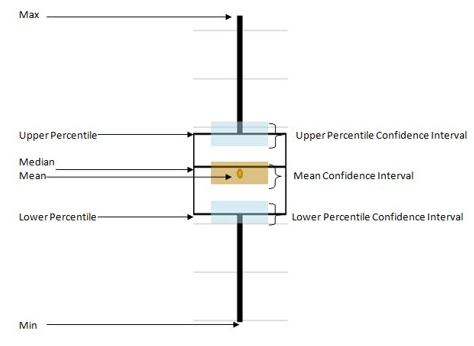 Max
Upper Percentile
Upper Percentile Confidence Interval
Median
Mean
Mean Confidence Interval
Lower Percentile
Lower Percentile Confidence Interval
Min